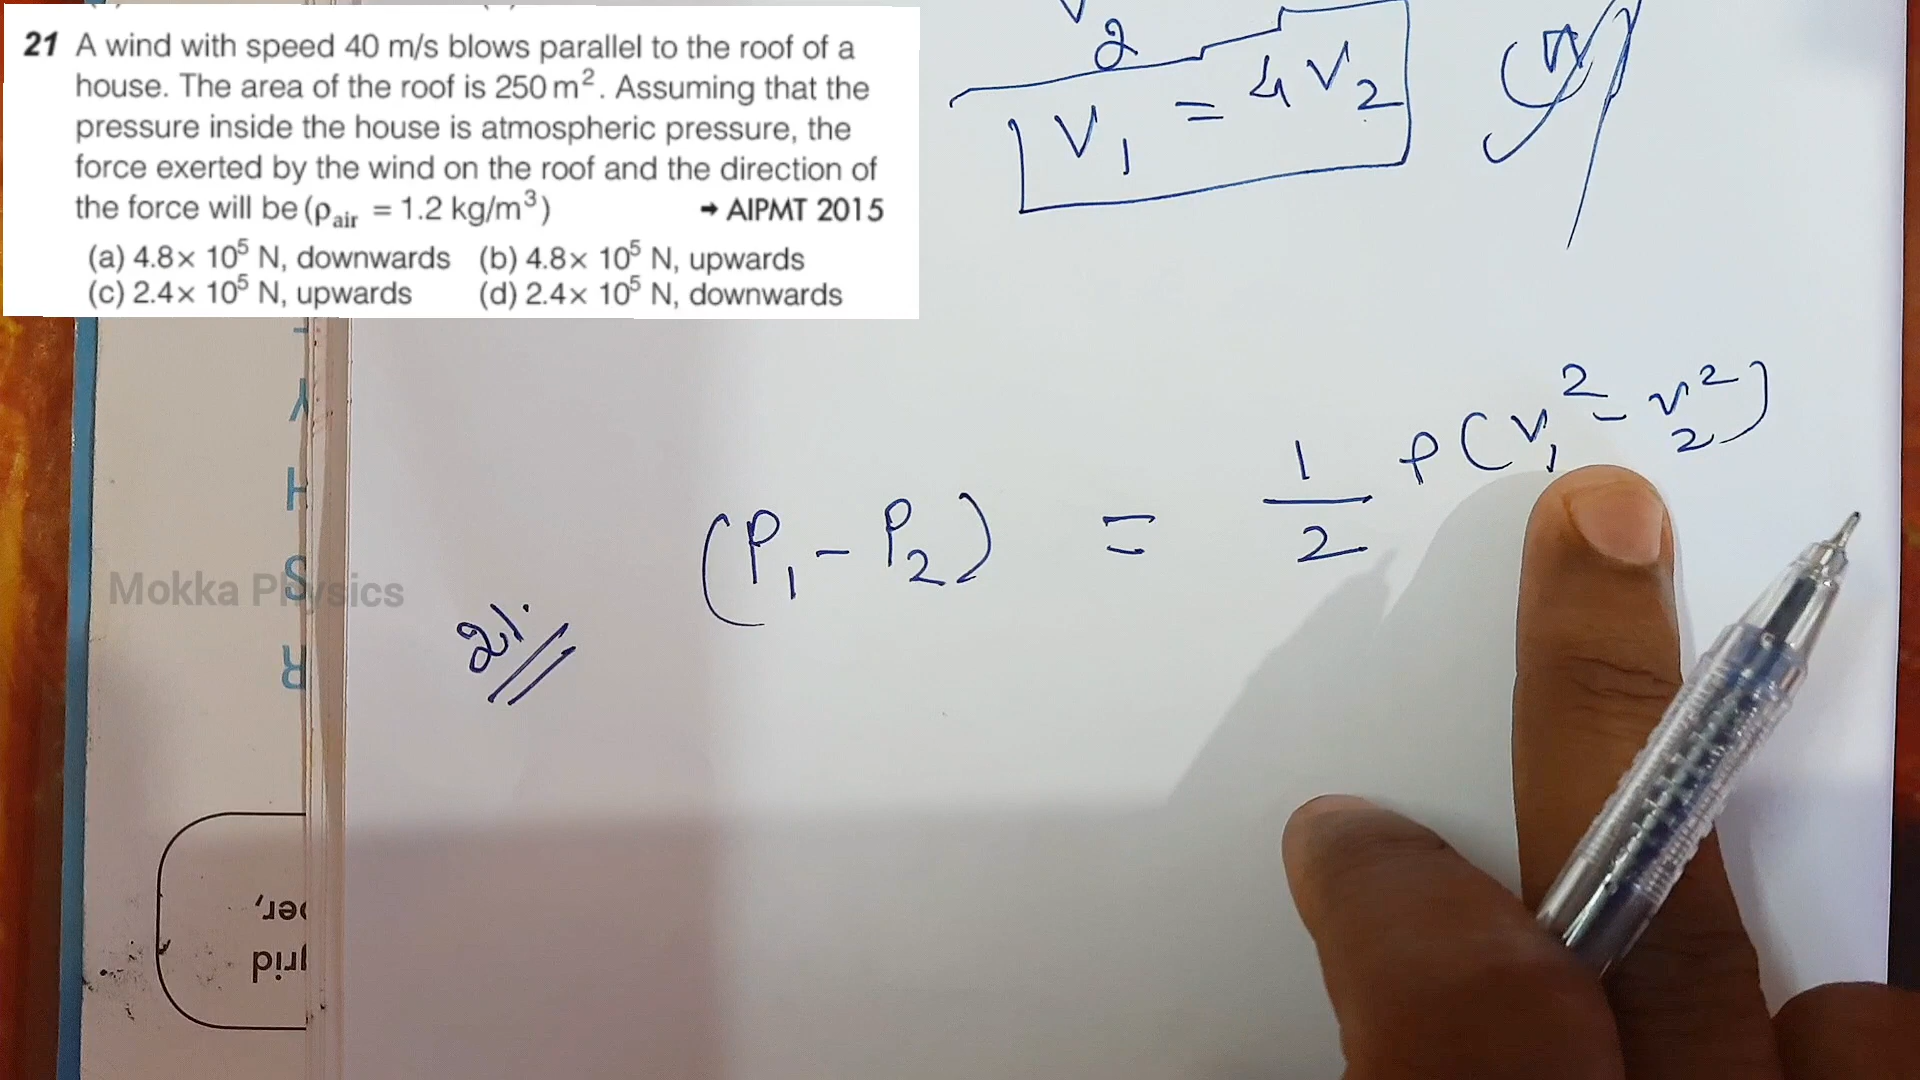 21 A wind with speed 40 m/s blows parallel to the roof of a
house. The area of the roof is 250 m². Assuming that the
pressure inside the house is atmospheric pressure, the
force exerted by the wind on the roof and the direction of
the force will be (ρair = 1.2 kg/m³) → AIPMT 2015
(a) 4.8× 10⁵ N, downwards (b) 4.8× 10⁵ N, upwards
(c) 2.4× 10⁵ N, upwards (d) 2.4× 10⁵ N, downwards
2
V₁ = 4V₂
(P₁ - P₂) = 1/2 ρ(v₁² - v₂²)
21.
Mokka Physics
Y
H
S
R
per,
grid